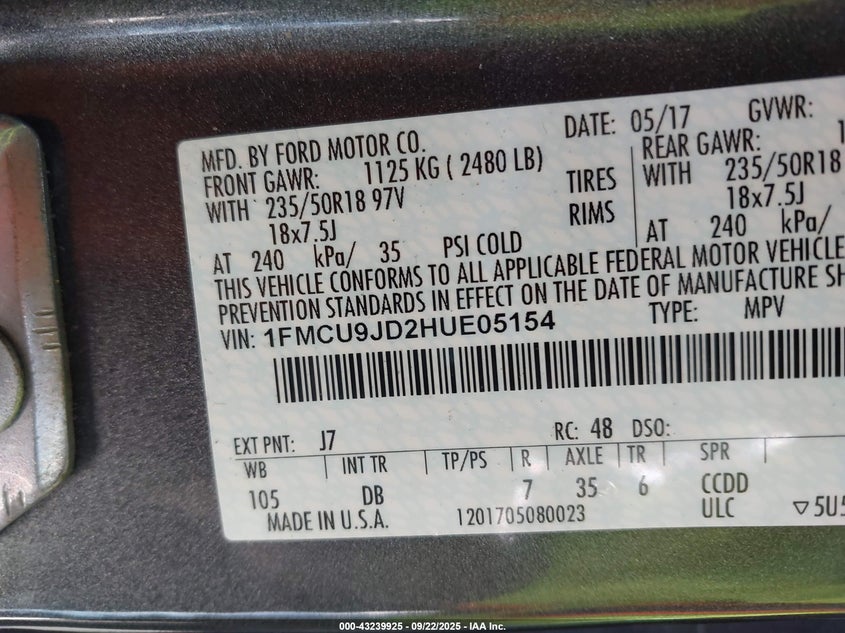 MFD. BY FORD MOTOR CO. DATE: 05/17 GVWR:
FRONT GAWR: 1125 KG ( 2480 LB) REAR GAWR: 1
WITH 235/50R18 97V TIRES WITH 235/50R18
18x7.5J RIMS 18x7.5J
AT 240 kPa/ 35 PSI COLD AT 240 kPa/
THIS VEHICLE CONFORMS TO ALL APPLICABLE FEDERAL MOTOR VEHICLE
PREVENTION STANDARDS IN EFFECT ON THE DATE OF MANUFACTURE SH
VIN: 1FMCU9JD2HUE05154 TYPE: MPV
EXT PNT: J7 RC: 48 DSO:
WB INT TR TP/PS R AXLE TR SPR
105 DB 7 35 6 CCDD
MADE IN U.S.A. 1201705080023 ULC ▽5U5
000-43239925 - 09/22/2025 - IAA Inc.